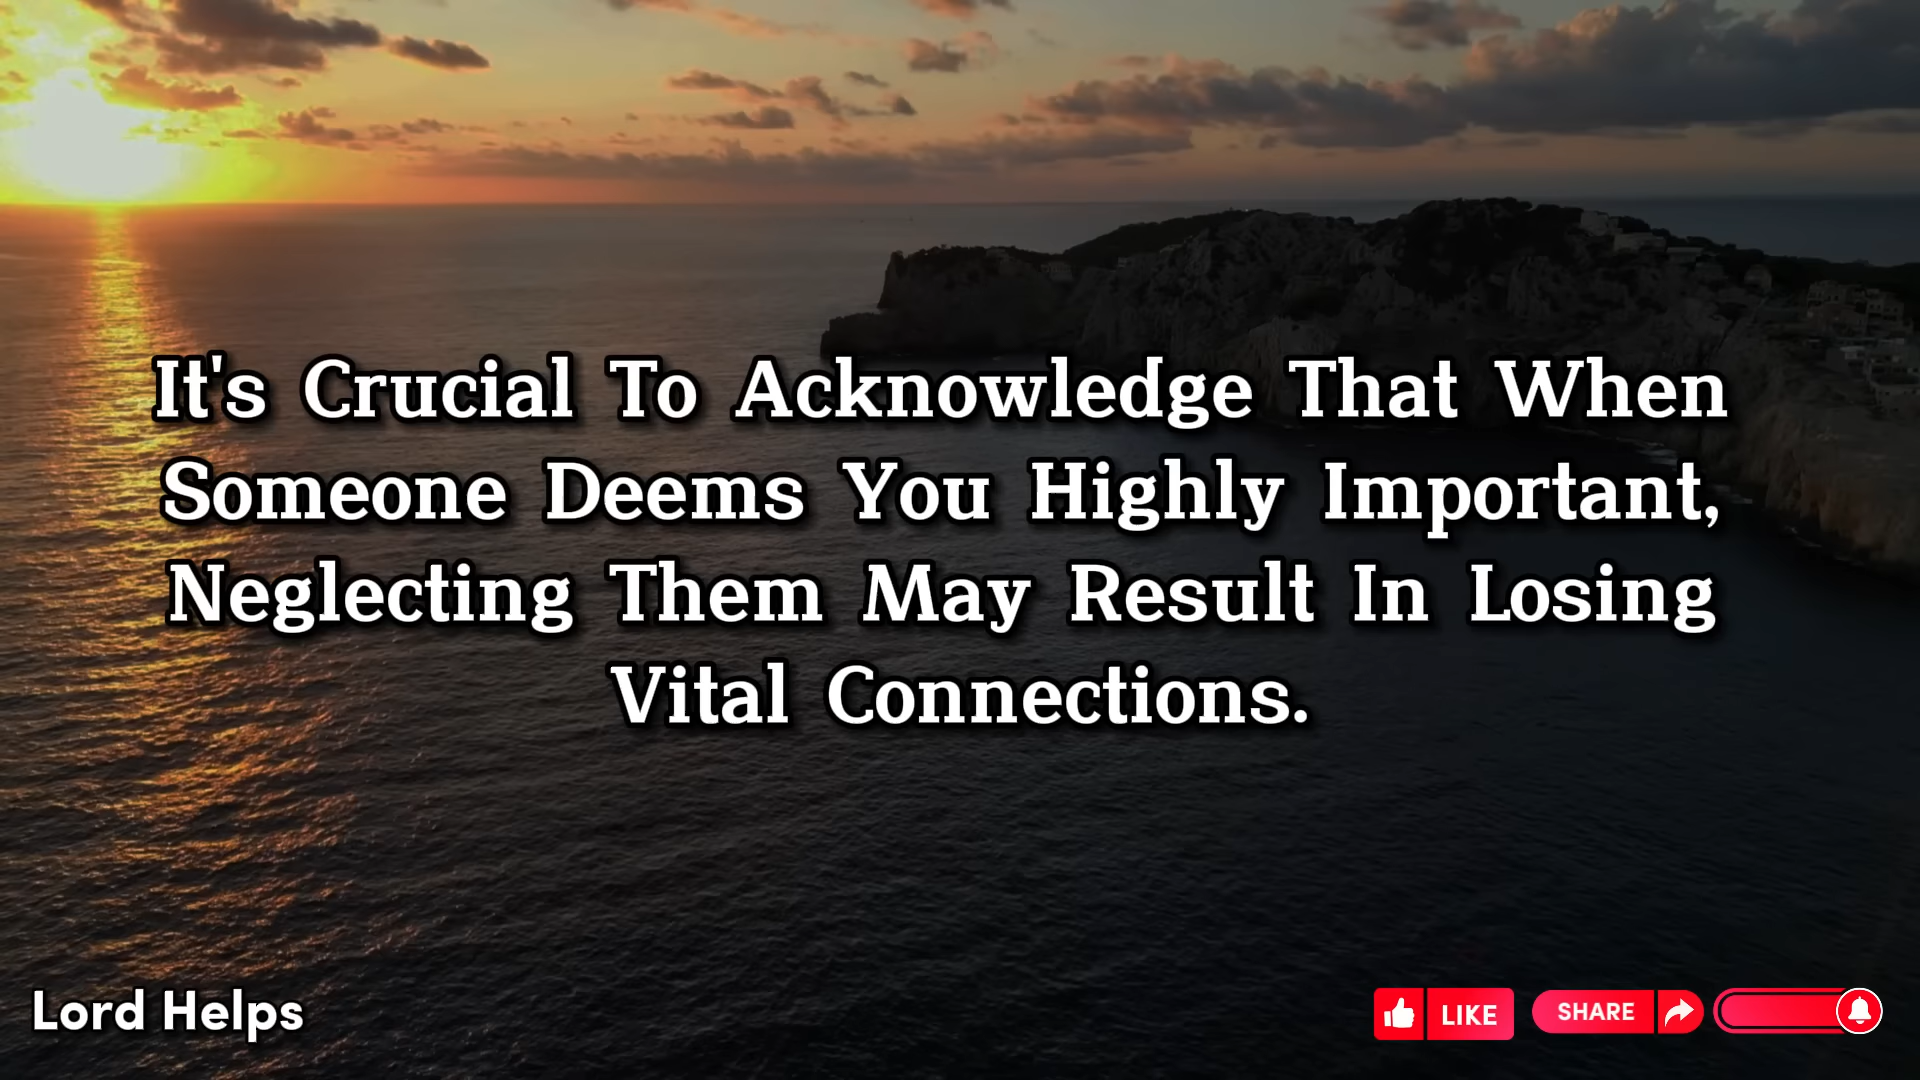 It's Crucial To Acknowledge That When
Someone Deems You Highly Important,
Neglecting Them May Result In Losing
Vital Connections.
Lord Helps
LIKE
SHARE